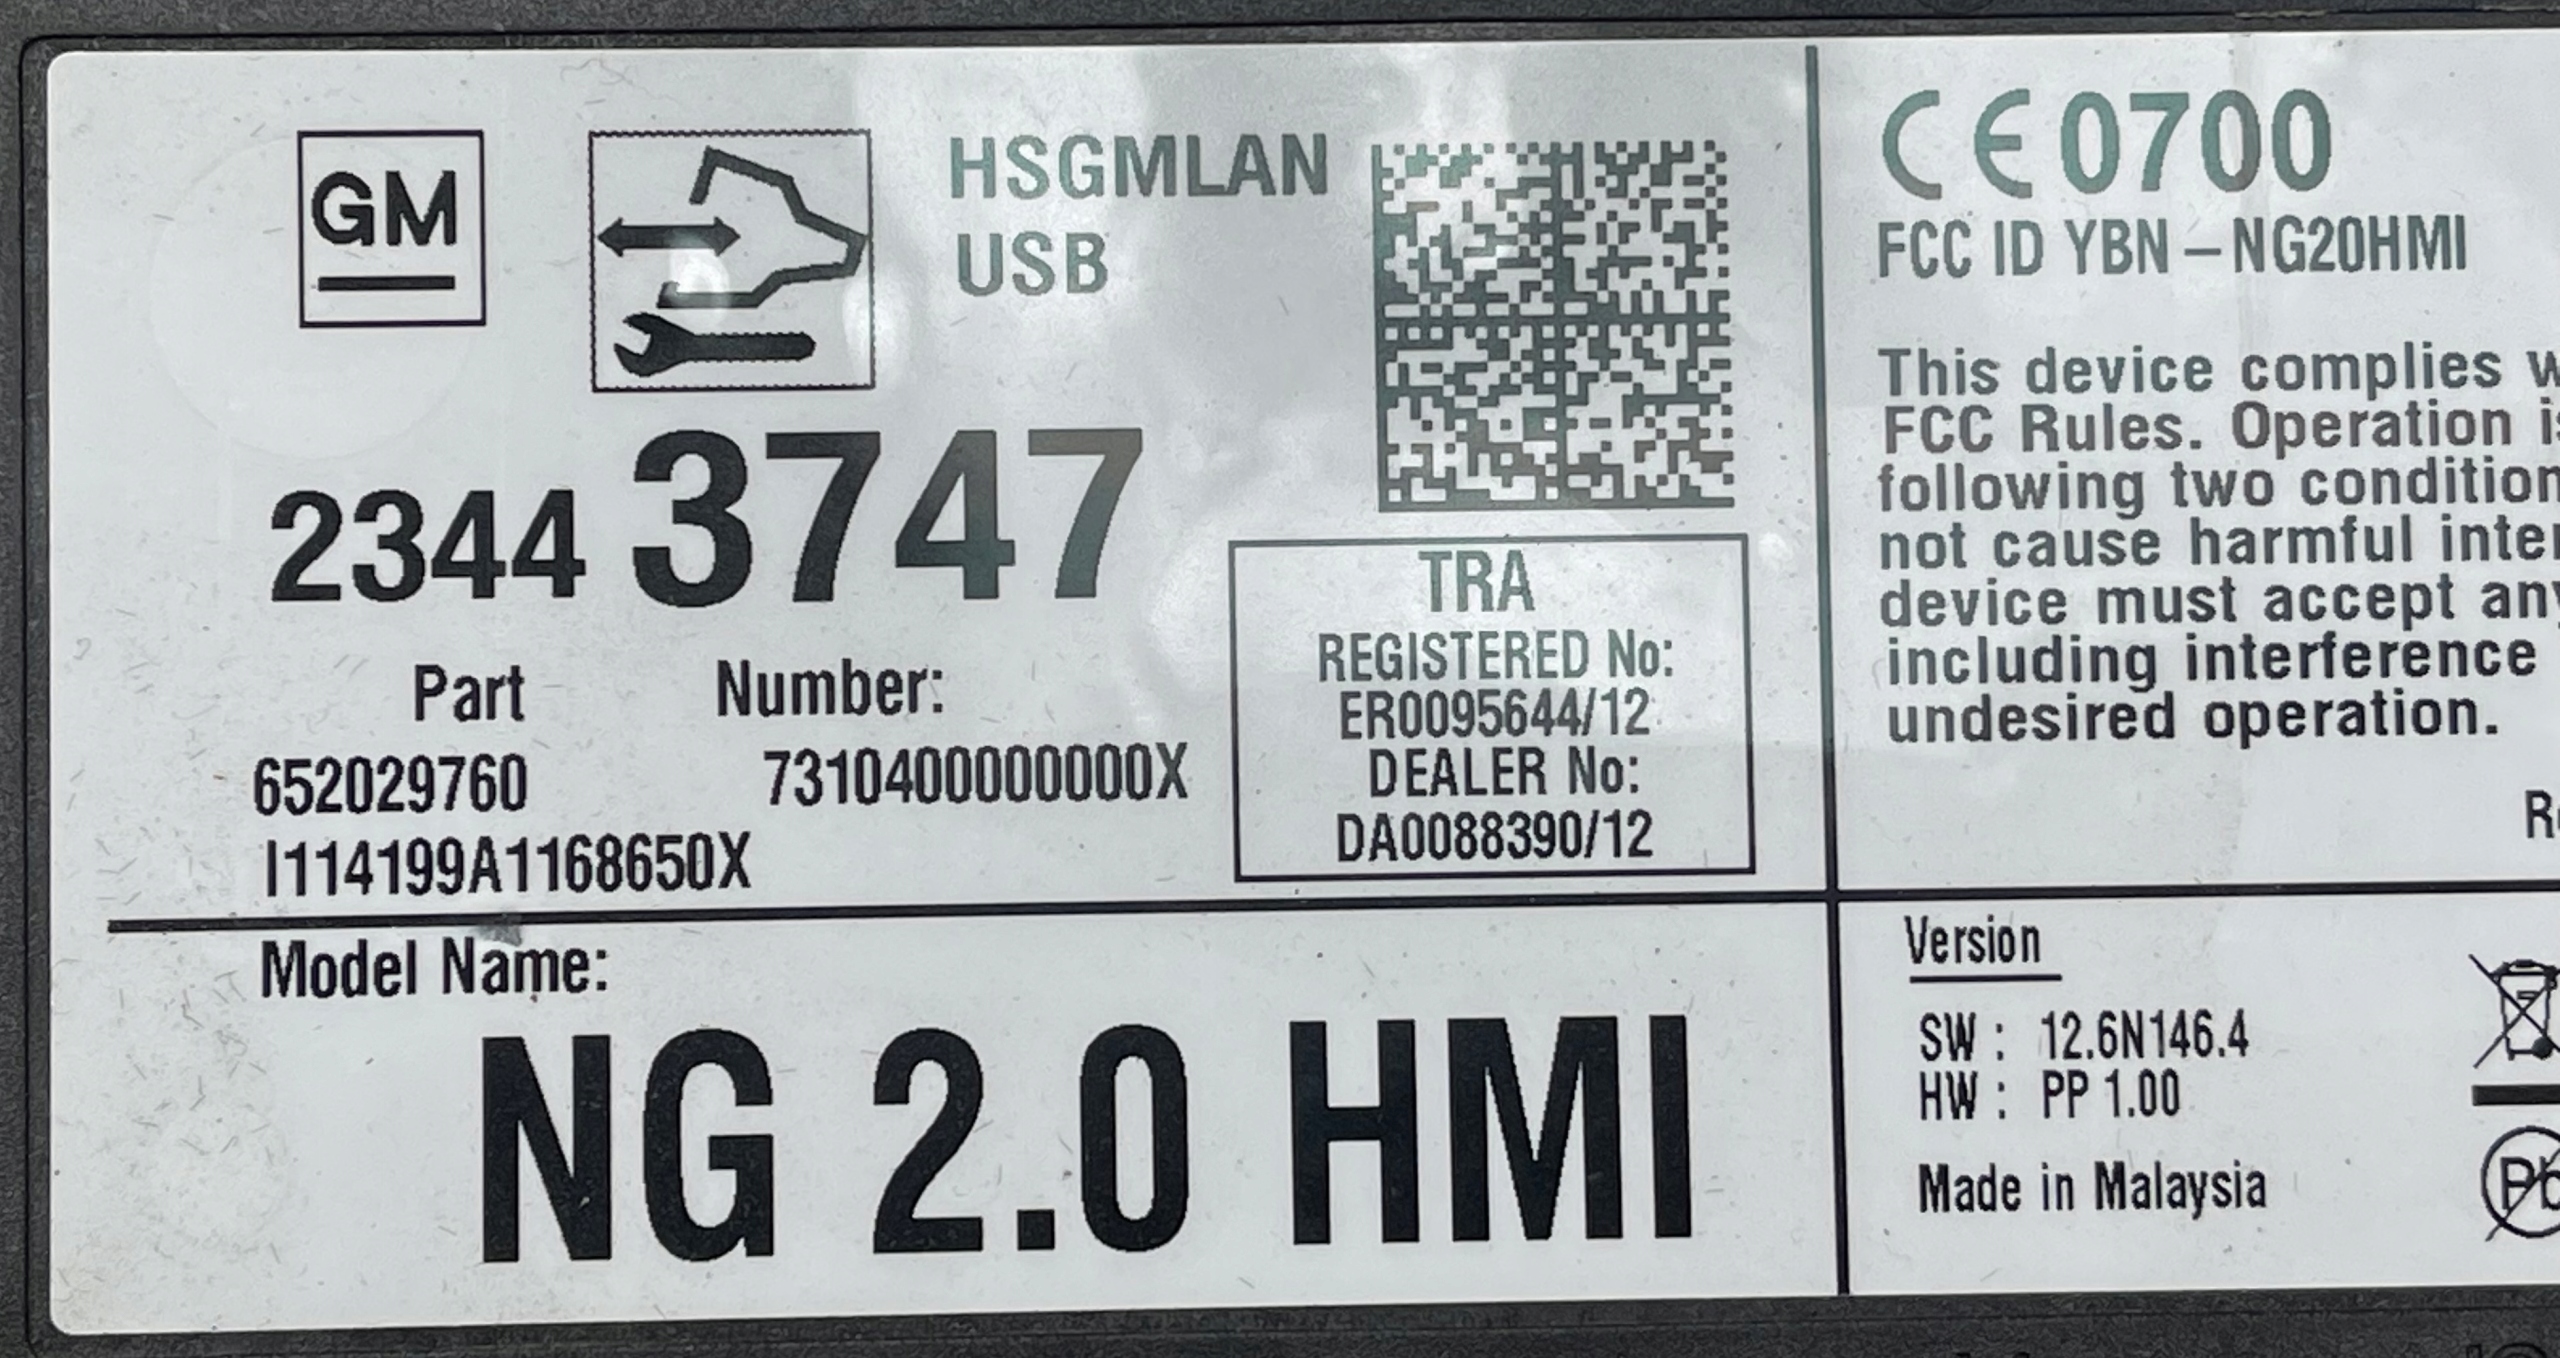 GM
HSGMLAN
USB
2344 3747
Part Number:
652029760 7310400000000X
I114199A1168650X
TRA
REGISTERED No:
ER0095644/12
DEALER No:
DA0088390/12
Model Name:
NG 2.0 HMI
CE 0700
FCC ID YBN-NG20HMI
This device complies
FCC Rules. Operation
following two condition
not cause harmful inter
device must accept any
including interference
undesired operation.
Version
SW : 12.6N146.4
HW : PP 1.00
Made in Malaysia
Pb